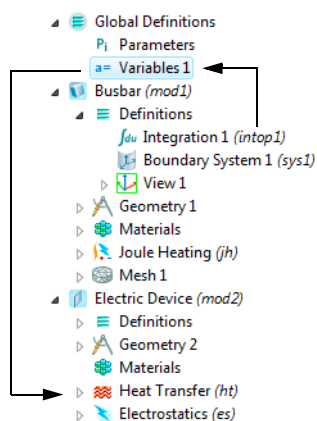 Global Definitions
Pi Parameters
a= Variables 1
Busbar (mod1)
Definitions
∫du Integration 1 (intop1)
Boundary System 1 (sys1)
View 1
Geometry 1
Materials
Joule Heating (jh)
Mesh 1
Electric Device (mod2)
Definitions
Geometry 2
Materials
Heat Transfer (ht)
Electrostatics (es)